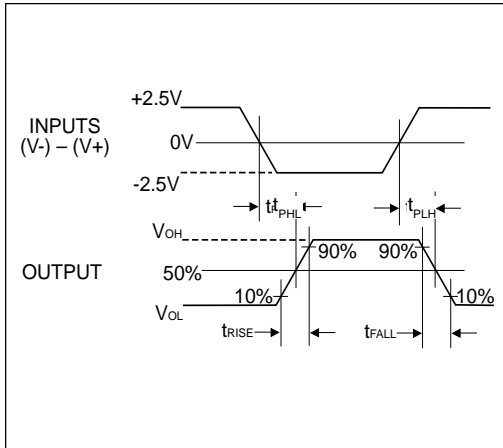 +2.5V
INPUTS
(V-) – (V+)
0V
-2.5V
tPHL
tPLH
VOH
90% 90%
OUTPUT
50%
10% 10%
VOL
tRISE
tFALL